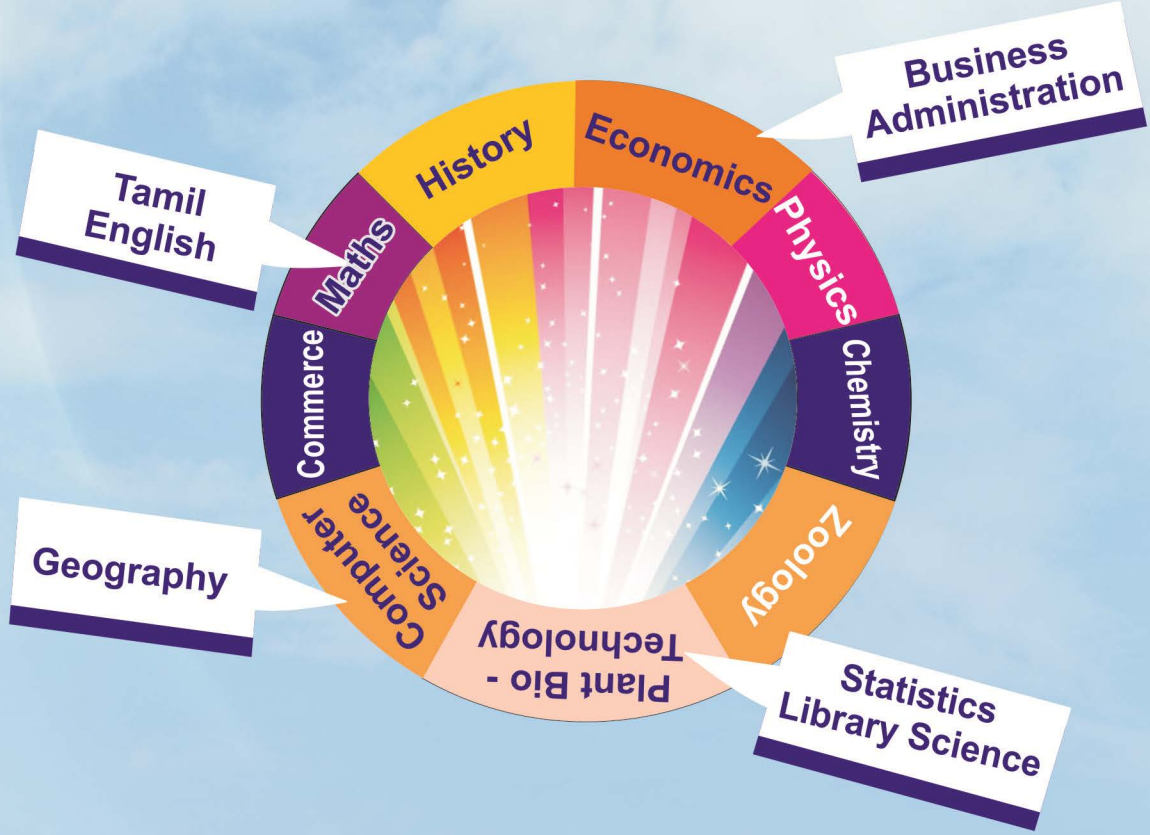 Business
Administration
Economics
History
Physics
Tamil
English
Maths
Commerce
Chemistry
Computer
Science
Zoology
Geography
Plant Bio -
Technology
Statistics
Library Science